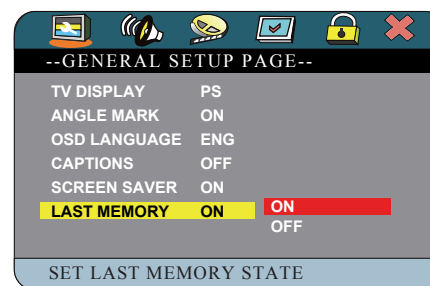 --GENERAL SETUP PAGE--
TV DISPLAY PS
ANGLE MARK ON
OSD LANGUAGE ENG
CAPTIONS OFF
SCREEN SAVER ON
LAST MEMORY ON ON
OFF
SET LAST MEMORY STATE